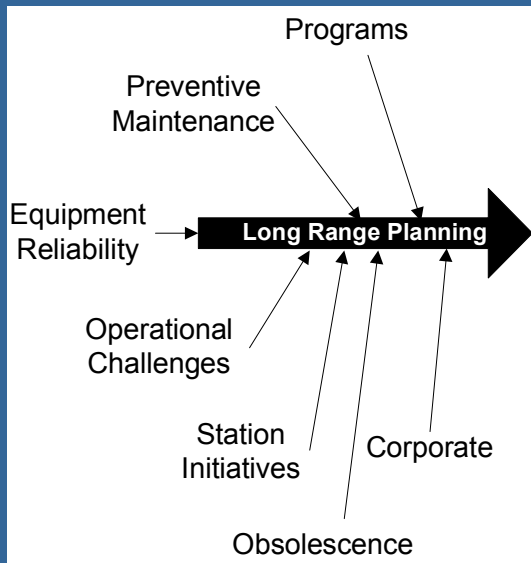 Programs
Preventive
Maintenance
Equipment
Reliability
Long Range Planning
Operational
Challenges
Station
Initiatives
Corporate
Obsolescence